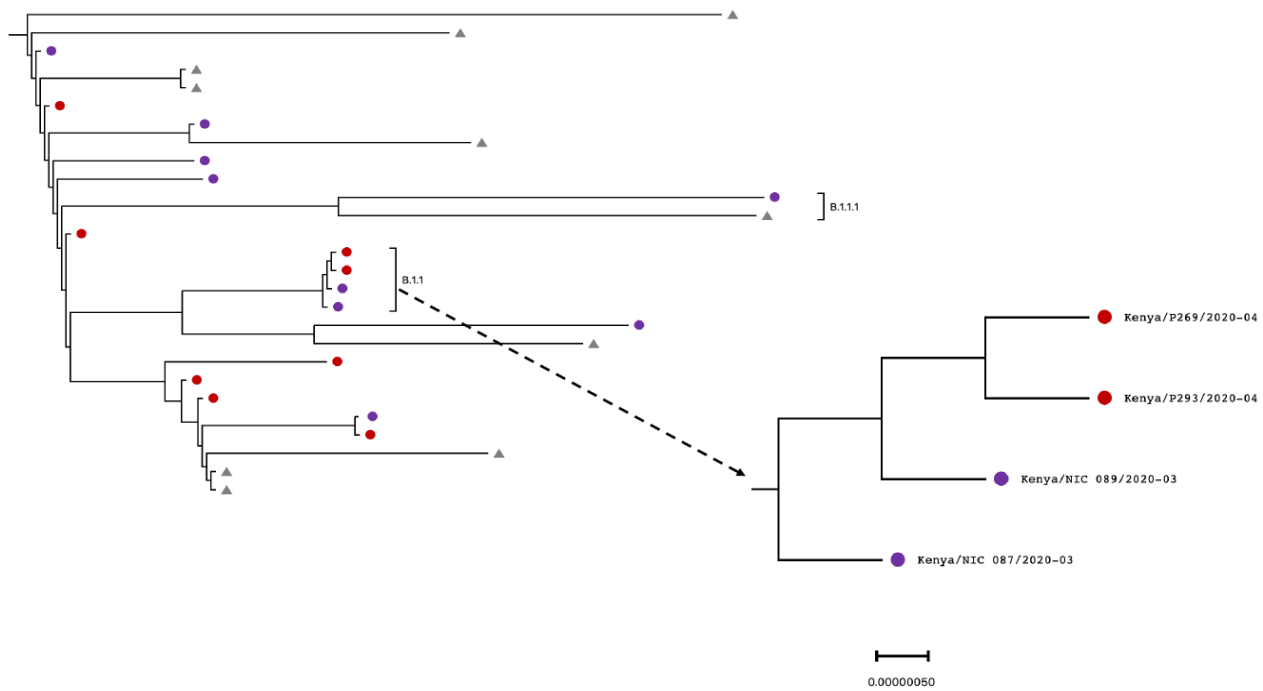 B.1.1.1
B.1.1
Kenya/P269/2020-04
Kenya/P293/2020-04
Kenya/NIC 089/2020-03
Kenya/NIC 087/2020-03
0.00000050